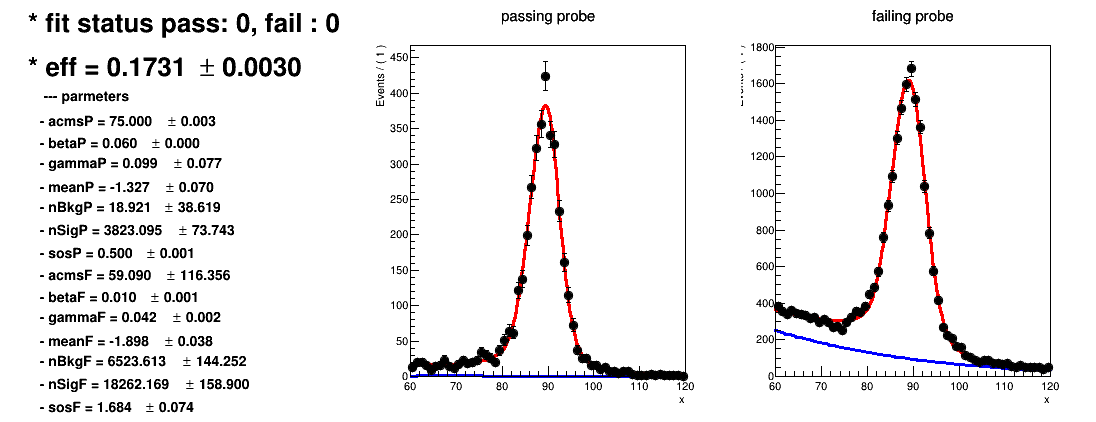 * fit status pass: 0, fail : 0
* eff = 0.1731 ± 0.0030
--- parmeters
- acmsP = 75.000 ± 0.003
- betaP = 0.060 ± 0.000
- gammaP = 0.099 ± 0.077
- meanP = -1.327 ± 0.070
- nBkgP = 18.921 ± 38.619
- nSigP = 3823.095 ± 73.743
- sosP = 0.500 ± 0.001
- acmsF = 59.090 ± 116.356
- betaF = 0.010 ± 0.001
- gammaF = 0.042 ± 0.002
- meanF = -1.898 ± 0.038
- nBkgF = 6523.613 ± 144.252
- nSigF = 18262.169 ± 158.900
- sosF = 1.684 ± 0.074
passing probe
Events / ( 1 )
450
400
350
300
250
200
150
100
50
0
60 70 80 90 100 110 120
x
failing probe
1800
1600
1400
1200
1000
800
600
400
200
0
60 70 80 90 100 110 120
x